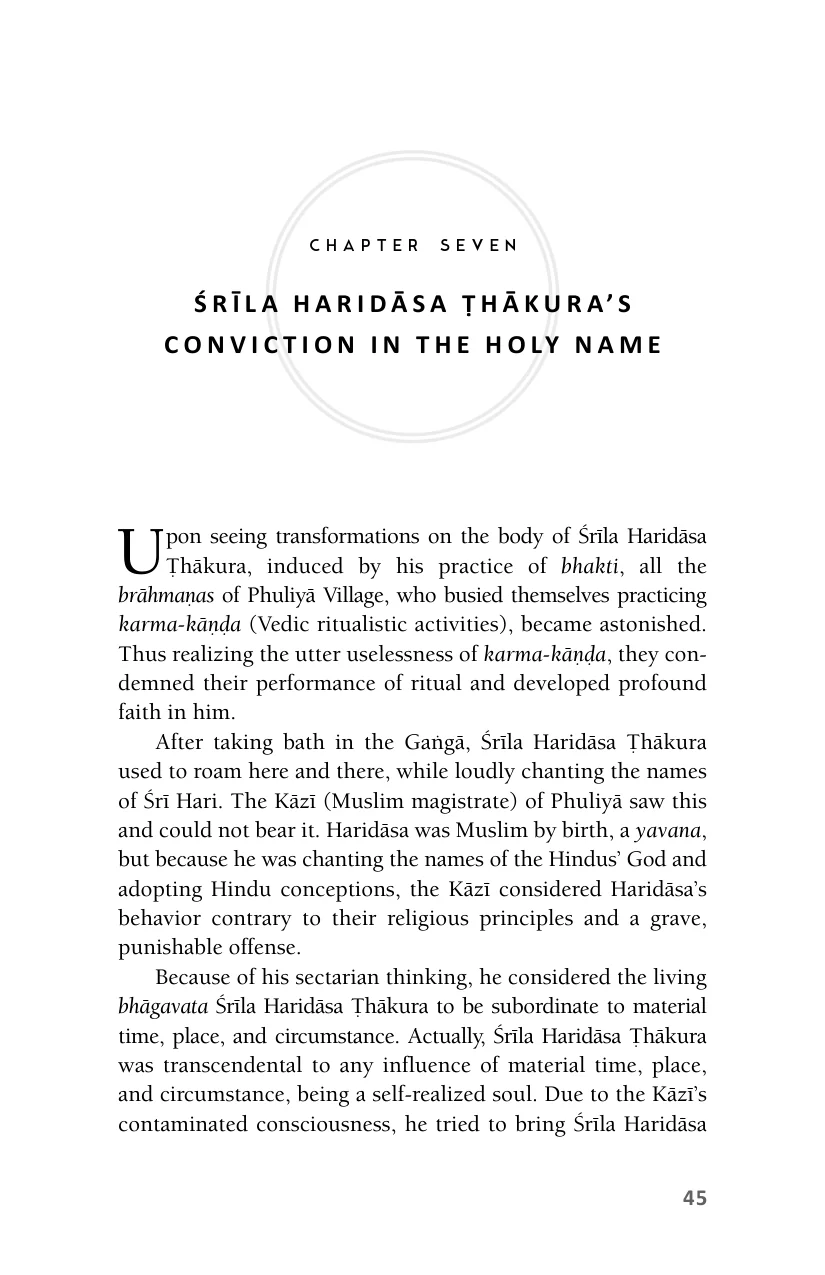 CHAPTER SEVEN
ŚRĪLA HARIDĀSA ṬHĀKURA’S
CONVICTION IN THE HOLY NAME
Upon seeing transformations on the body of Śrīla Haridāsa
Ṭhākura, induced by his practice of bhakti, all the
brāhmaṇas of Phuliyā Village, who busied themselves practicing
karma-kāṇḍa (Vedic ritualistic activities), became astonished.
Thus realizing the utter uselessness of karma-kāṇḍa, they con-
demned their performance of ritual and developed profound
faith in him.
After taking bath in the Gaṅgā, Śrīla Haridāsa Ṭhākura
used to roam here and there, while loudly chanting the names
of Śrī Hari. The Kāzī (Muslim magistrate) of Phuliyā saw this
and could not bear it. Haridāsa was Muslim by birth, a yavana,
but because he was chanting the names of the Hindus’ God and
adopting Hindu conceptions, the Kāzī considered Haridāsa’s
behavior contrary to their religious principles and a grave,
punishable offense.
Because of his sectarian thinking, he considered the living
bhāgavata Śrīla Haridāsa Ṭhākura to be subordinate to material
time, place, and circumstance. Actually, Śrīla Haridāsa Ṭhākura
was transcendental to any influence of material time, place,
and circumstance, being a self-realized soul. Due to the Kāzī’s
contaminated consciousness, he tried to bring Śrīla Haridāsa
45